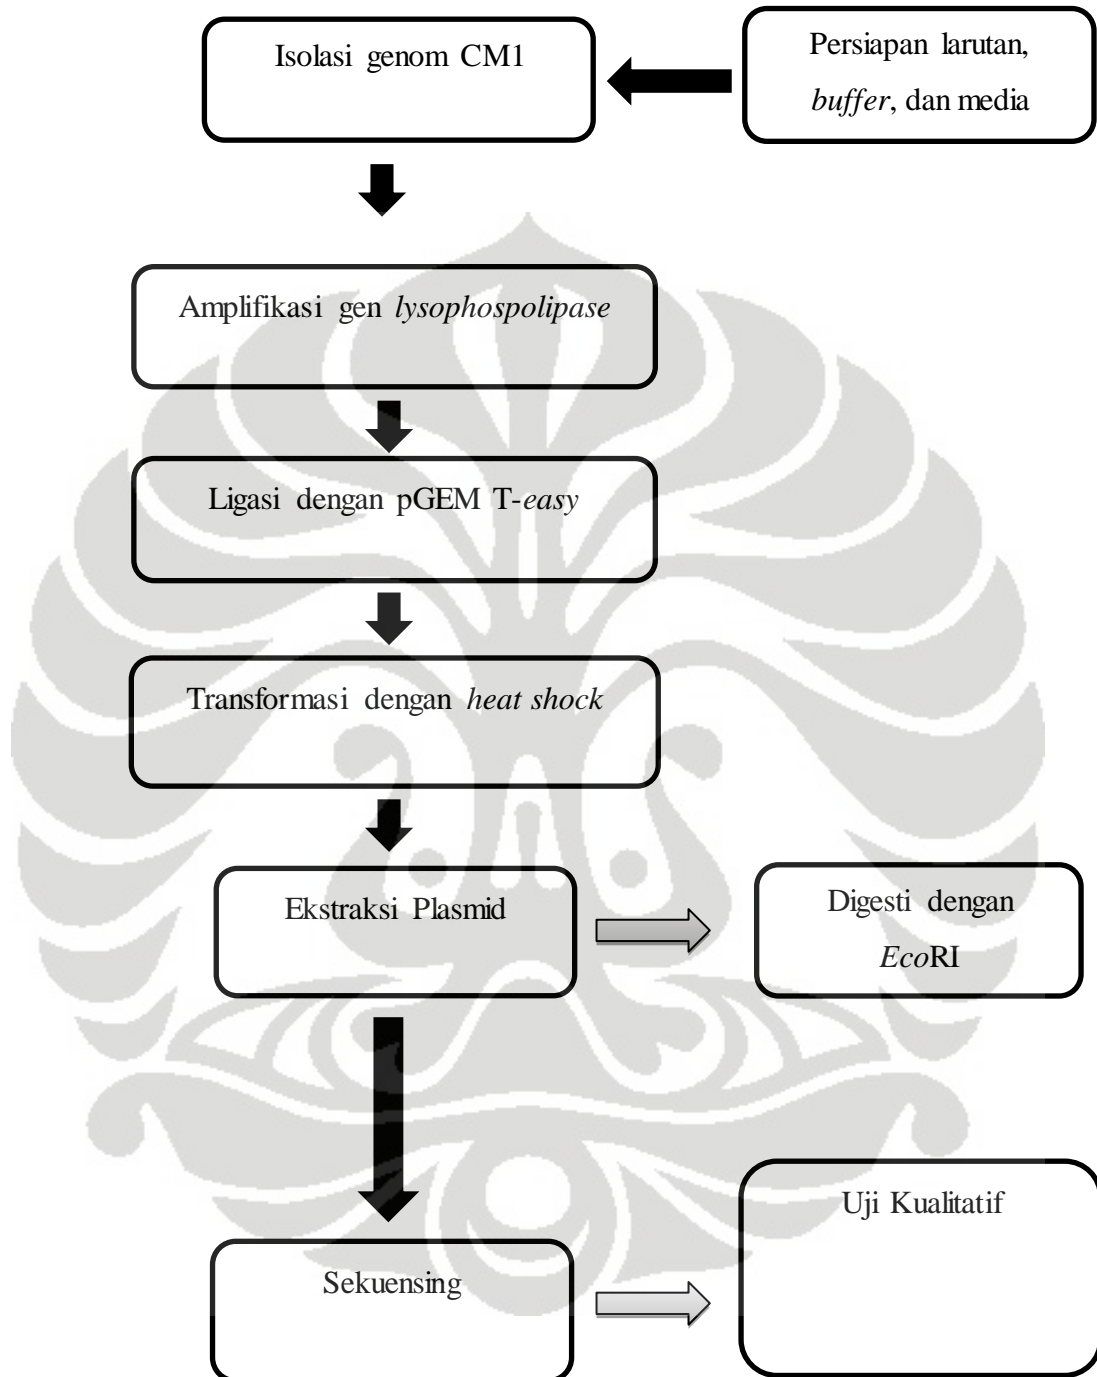 Isolasi genom CM1
Persiapan larutan,
buffer, dan media
Amplifikasi gen lysophospolipase
Ligasi dengan pGEM T-easy
Transformasi dengan heat shock
Ekstraksi Plasmid
Digesti dengan
EcoRI
Uji Kualitatif
Sekuensing